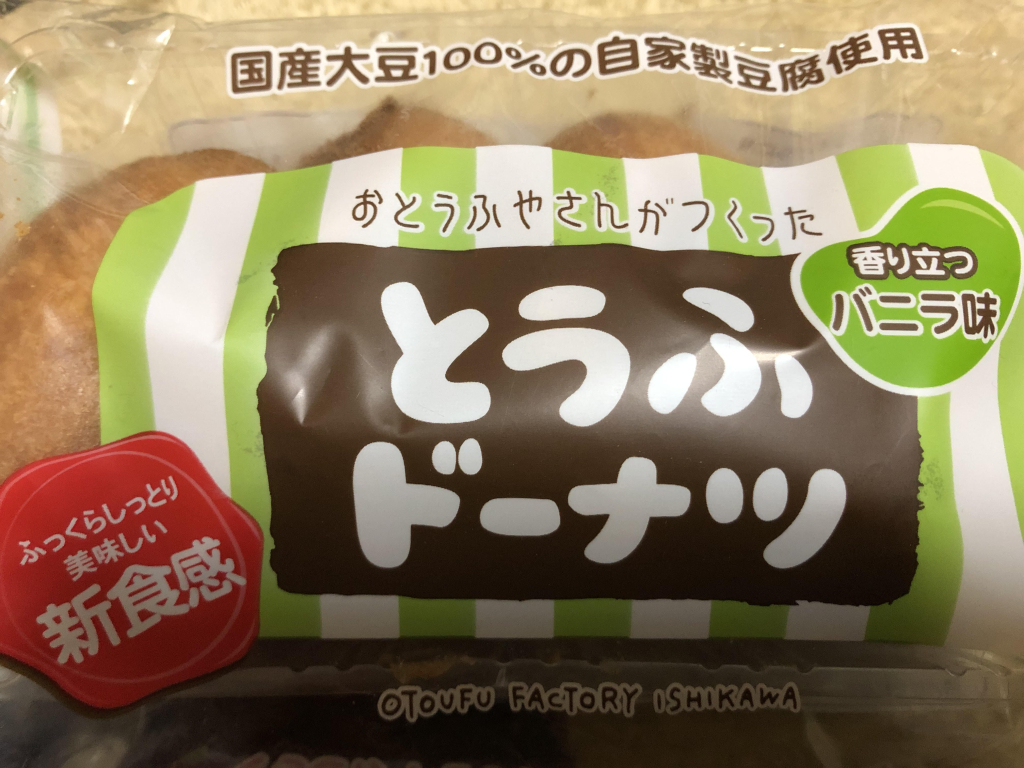 国産大豆100%の自家製豆腐使用
おとうふやさんがつくった
香り立つ
バニラ味
とうふ
ドーナツ
ふっくらしっとり
美味しい
新食感
OTOUFU FACTORY ISHIKAWA